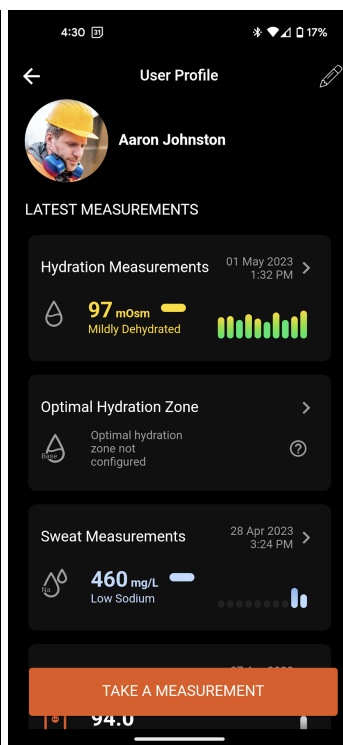 4:30 31 17%
User Profile
Aaron Johnston
LATEST MEASUREMENTS
Hydration Measurements
01 May 2023
1:32 PM
97 mOsm
Mildly Dehydrated
Optimal Hydration Zone
Base
Optimal hydration
zone not
configured
?
Sweat Measurements
28 Apr 2023
3:24 PM
Na
460 mg/L
Low Sodium
TAKE A MEASUREMENT
94.0